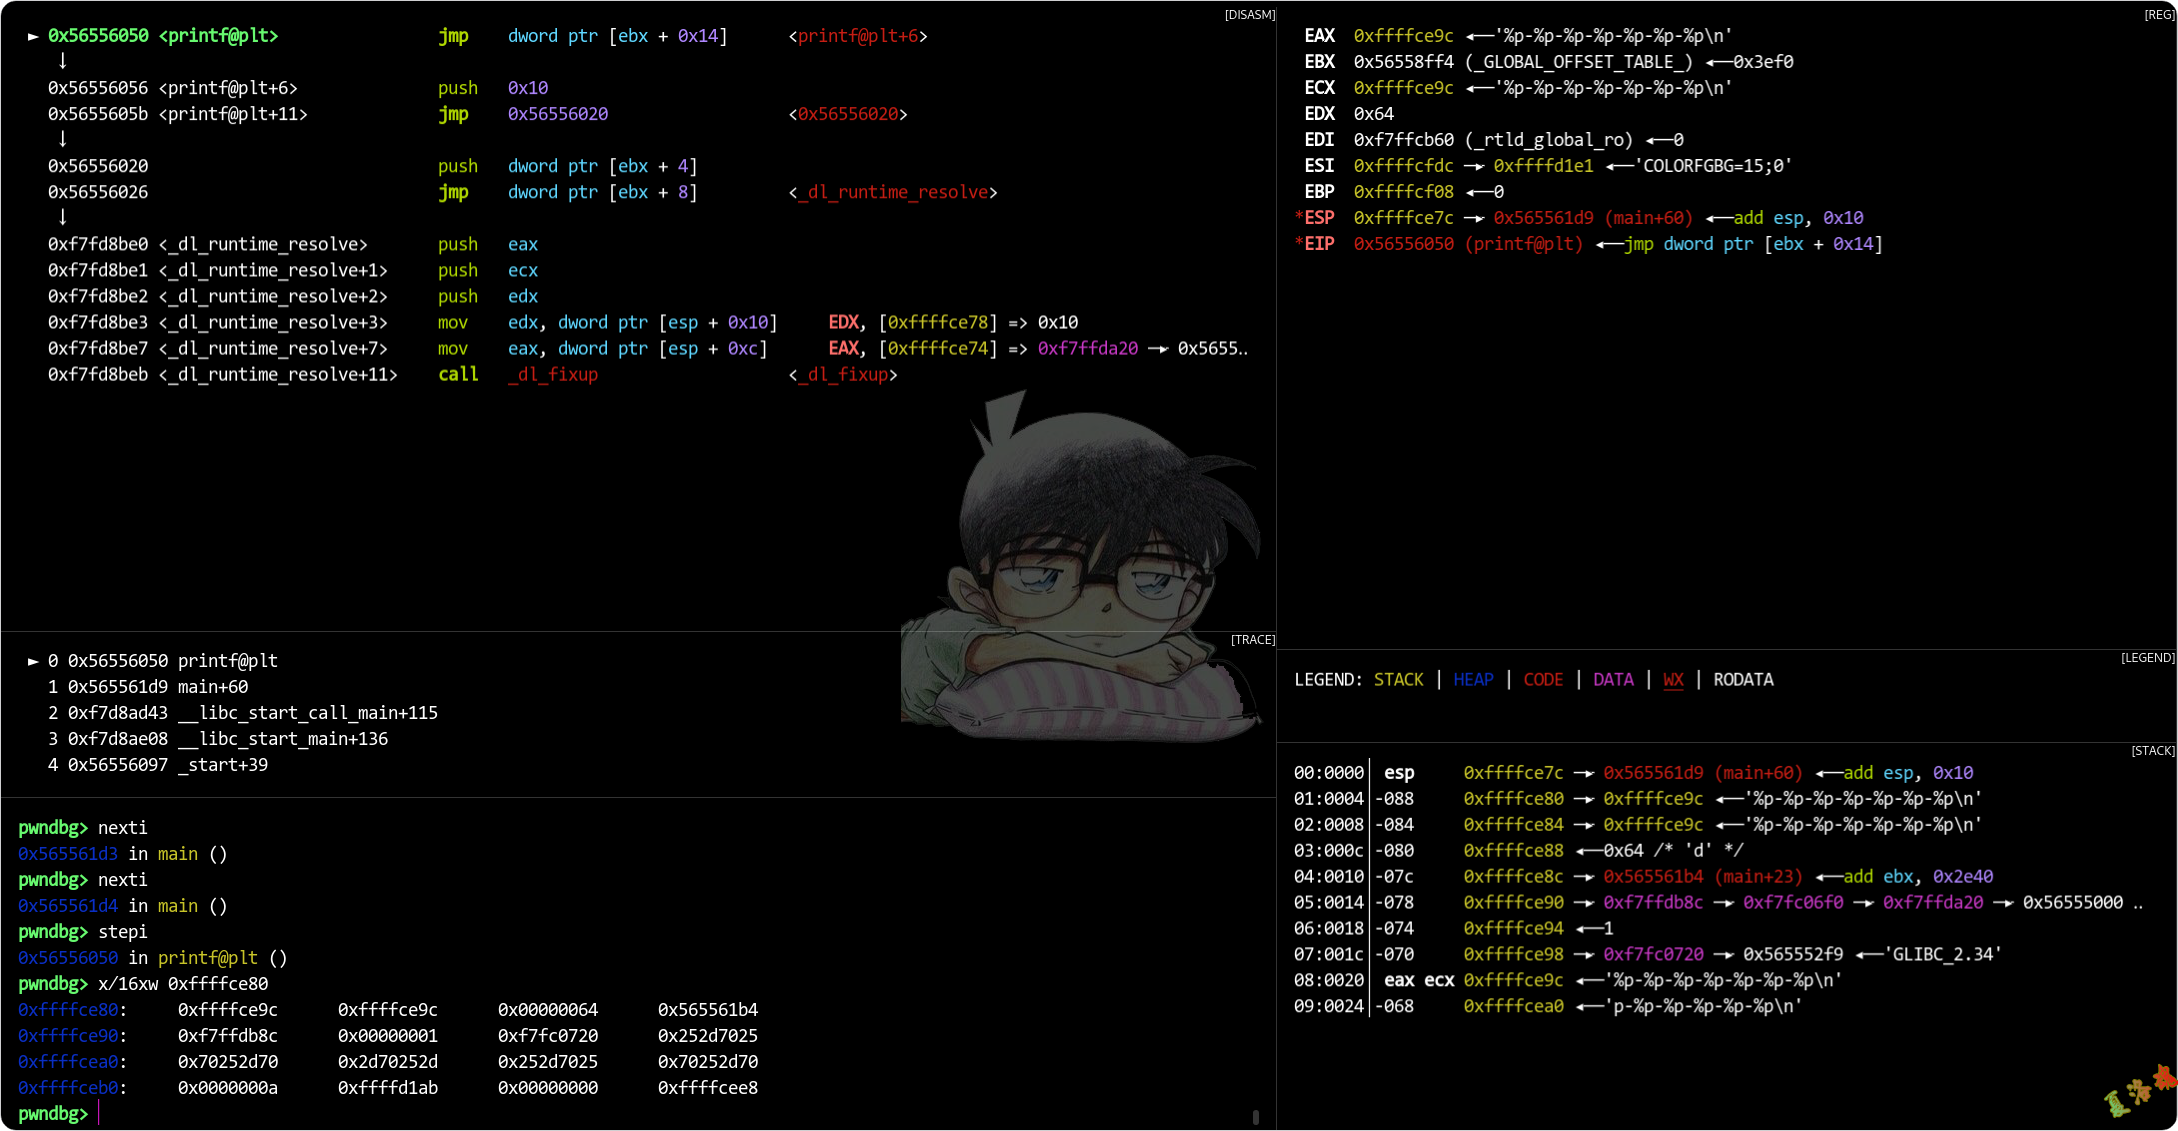 [DISASM]
► 0x56556050 <printf@plt> jmp dword ptr [ebx + 0x14] <printf@plt+6>
↓
0x56556056 <printf@plt+6> push 0x10
0x5655605b <printf@plt+11> jmp 0x56556020 <0x56556020>
↓
0x56556020 push dword ptr [ebx + 4]
0x56556026 jmp dword ptr [ebx + 8] <_dl_runtime_resolve>
↓
0xf7fd8be0 <_dl_runtime_resolve> push eax
0xf7fd8be1 <_dl_runtime_resolve+1> push ecx
0xf7fd8be2 <_dl_runtime_resolve+2> push edx
0xf7fd8be3 <_dl_runtime_resolve+3> mov edx, dword ptr [esp + 0x10] EDX, [0xffffce78] => 0x10
0xf7fd8be7 <_dl_runtime_resolve+7> mov eax, dword ptr [esp + 0xc] EAX, [0xffffce74] => 0xf7ffda20 —▸ 0x5655..
0xf7fd8beb <_dl_runtime_resolve+11> call _dl_fixup <_dl_fixup>
[TRACE]
► 0 0x56556050 printf@plt
1 0x565561d9 main+60
2 0xf7d8ad43 __libc_start_call_main+115
3 0xf7d8ae08 __libc_start_main+136
4 0x56556097 _start+39
pwndbg> nexti
0x565561d3 in main ()
pwndbg> nexti
0x565561d4 in main ()
pwndbg> stepi
0x56556050 in printf@plt ()
pwndbg> x/16xw 0xffffce80
0xffffce80: 0xffffce9c 0xffffce9c 0x00000064 0x565561b4
0xffffce90: 0xf7ffdb8c 0x00000001 0xf7fc0720 0x252d7025
0xffffcea0: 0x70252d70 0x2d70252d 0x252d7025 0x70252d70
0xffffceb0: 0x0000000a 0xffffd1ab 0x00000000 0xffffcee8
pwndbg>
[REG]
EAX 0xffffce9c ◂—'%p-%p-%p-%p-%p-%p-%p\n'
EBX 0x56558ff4 (_GLOBAL_OFFSET_TABLE_) ◂—0x3ef0
ECX 0xffffce9c ◂—'%p-%p-%p-%p-%p-%p-%p\n'
EDX 0x64
EDI 0xf7ffcb60 (_rtld_global_ro) ◂—0
ESI 0xffffcfdc —▸ 0xffffd1e1 ◂—'COLORFGBG=15;0'
EBP 0xffffcf08 ◂—0
*ESP 0xffffce7c —▸ 0x565561d9 (main+60) ◂—add esp, 0x10
*EIP 0x56556050 (printf@plt) ◂—jmp dword ptr [ebx + 0x14]
[LEGEND]
LEGEND: STACK | HEAP | CODE | DATA | WX | RODATA
[STACK]
00:0000│ esp 0xffffce7c —▸ 0x565561d9 (main+60) ◂—add esp, 0x10
01:0004│-088 0xffffce80 —▸ 0xffffce9c ◂—'%p-%p-%p-%p-%p-%p-%p\n'
02:0008│-084 0xffffce84 —▸ 0xffffce9c ◂—'%p-%p-%p-%p-%p-%p-%p\n'
03:000c│-080 0xffffce88 ◂—0x64 /* 'd' */
04:0010│-07c 0xffffce8c —▸ 0x565561b4 (main+23) ◂—add ebx, 0x2e40
05:0014│-078 0xffffce90 —▸ 0xf7ffdb8c —▸ 0xf7fc06f0 —▸ 0xf7ffda20 —▸ 0x56555000 ..
06:0018│-074 0xffffce94 ◂—1
07:001c│-070 0xffffce98 —▸ 0xf7fc0720 —▸ 0x565552f9 ◂—'GLIBC_2.34'
08:0020│ eax ecx 0xffffce9c ◂—'%p-%p-%p-%p-%p-%p-%p\n'
09:0024│-068 0xffffcea0 ◂—'p-%p-%p-%p-%p-%p\n'